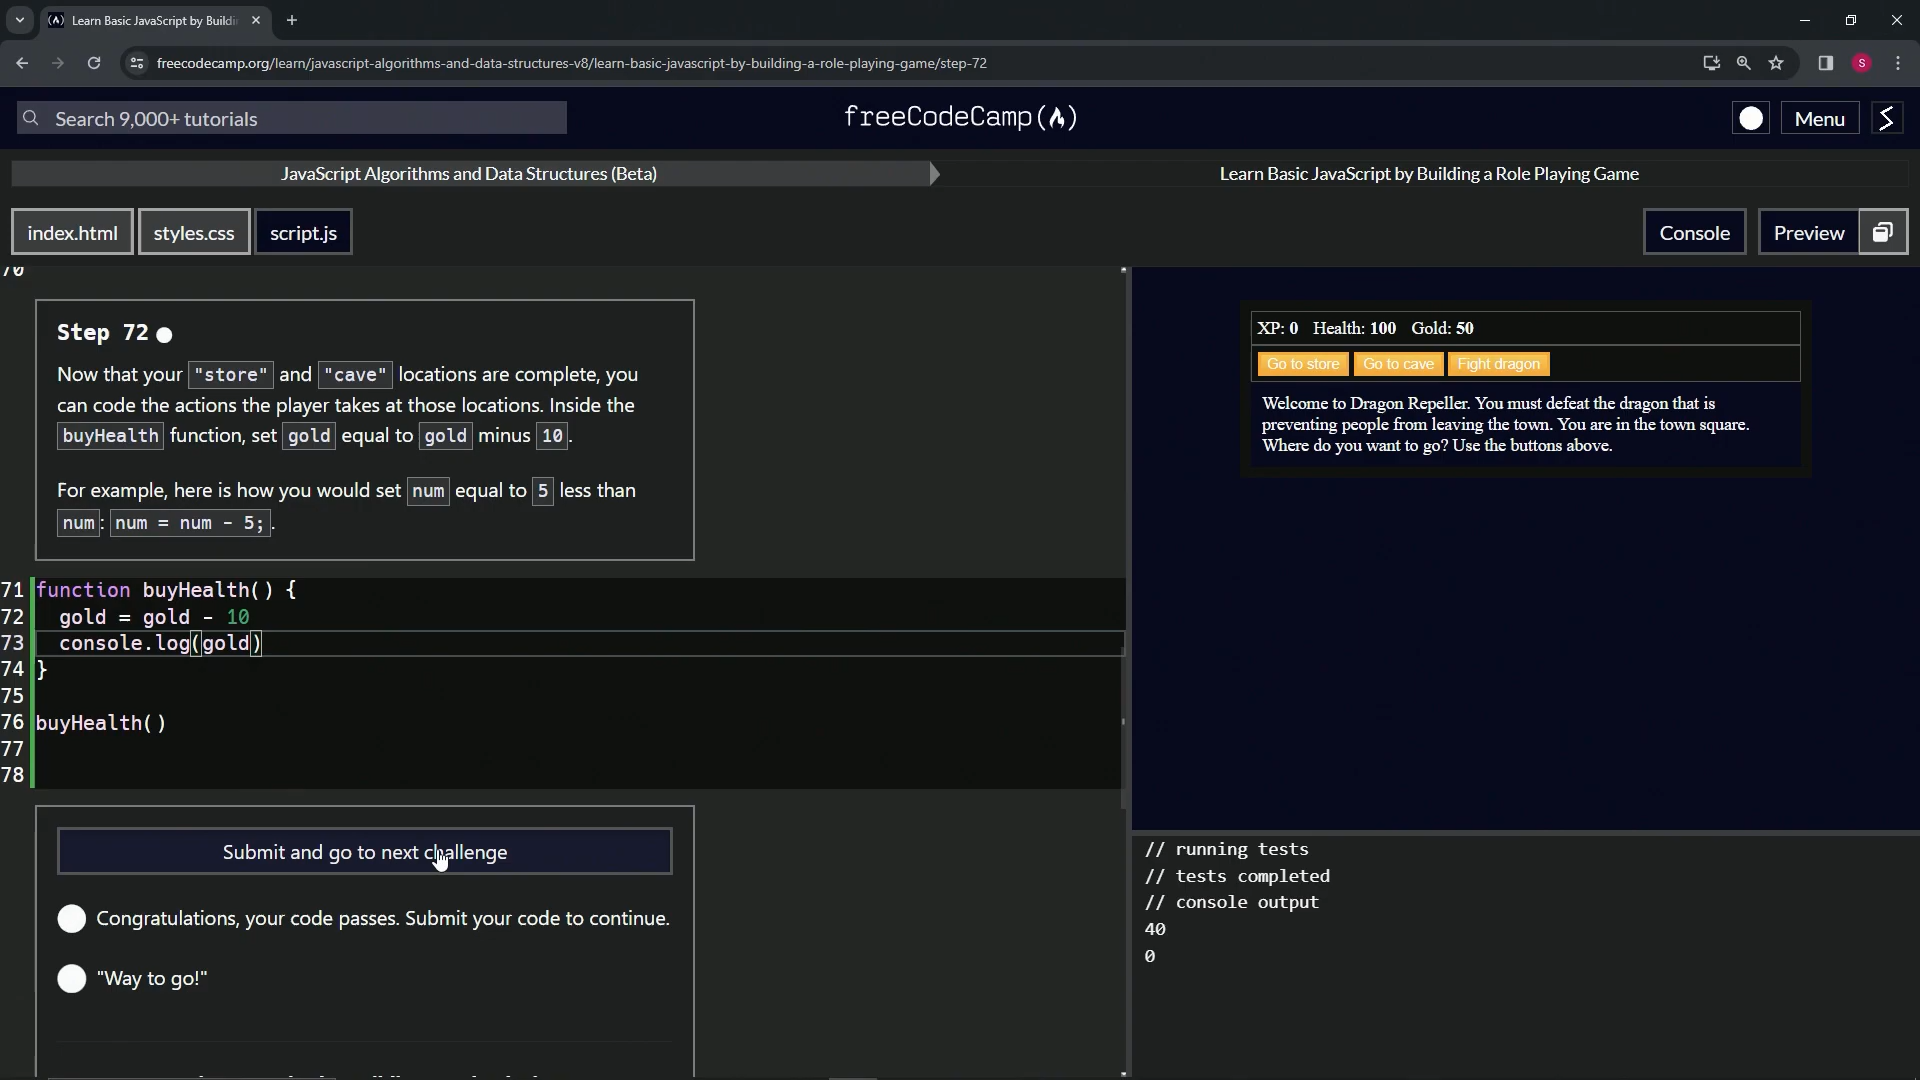 Learn Basic JavaScript by Buildi
freecodecamp.org/learn/javascript-algorithms-and-data-structures-v8/learn-basic-javascript-by-building-a-role-playing-game/step-72
S
Search 9,000+ tutorials
freeCodeCamp
Menu
JavaScript Algorithms and Data Structures (Beta)
Learn Basic JavaScript by Building a Role Playing Game
index.html
styles.css
script.js
Console
Preview
70
Step 72
Now that your "store" and "cave" locations are complete, you
can code the actions the player takes at those locations. Inside the
buyHealth function, set gold equal to gold minus 10.
For example, here is how you would set num equal to 5 less than
num: num = num - 5;.
71 function buyHealth() {
72 gold = gold - 10
73 console.log(gold)
74 }
75
76 buyHealth()
77
78
Submit and go to next challenge
Congratulations, your code passes. Submit your code to continue.
"Way to go!"
XP: 0 Health: 100 Gold: 50
Go to store Go to cave Fight dragon
Welcome to Dragon Repeller. You must defeat the dragon that is
preventing people from leaving the town. You are in the town square.
Where do you want to go? Use the buttons above.
// running tests
// tests completed
// console output
40
0